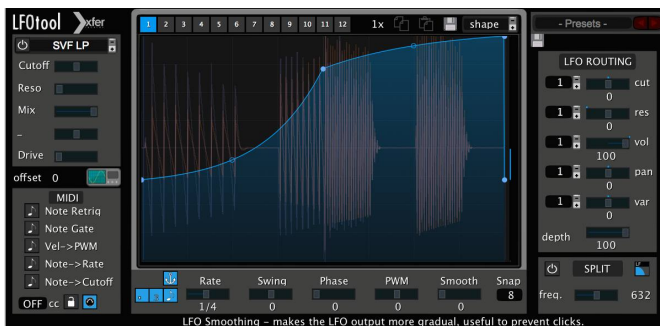 LFOtool xfer
SVF LP
Cutoff
Reso
Mix
–
Drive
offset 0
MIDI
Note Retrig
Note Gate
Vel->PWM
Note->Rate
Note->Cutoff
OFF cc
1 2 3 4 5 6 7 8 9 10 11 12 1x shape
Rate Swing Phase PWM Smooth Snap
1/4 0 0 0 0 8
LFO Smoothing – makes the LFO output more gradual, useful to prevent clicks.
- Presets -
LFO ROUTING
1 cut
0
1 res
0
1 vol
100
1 pan
0
1 var
0
depth
100
SPLIT
freq. 632